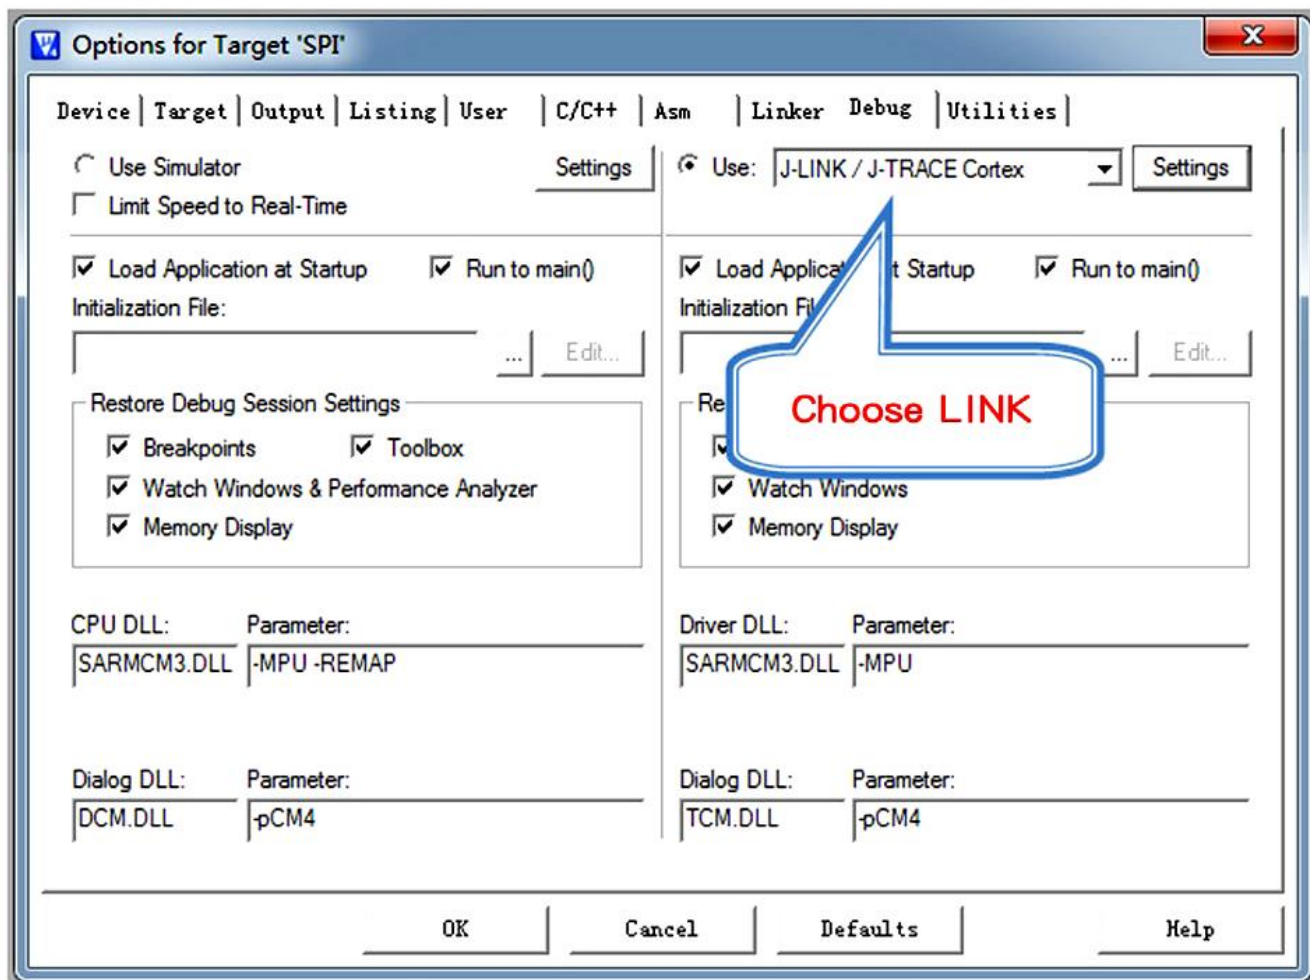 Options for Target 'SPI'
Device Target Output Listing User C/C++ Asm Linker Debug Utilities
Use Simulator Settings
Limit Speed to Real-Time
Load Application at Startup Run to main()
Initialization File:
... Edit...
Restore Debug Session Settings
Breakpoints Toolbox
Watch Windows & Performance Analyzer
Memory Display
CPU DLL: Parameter:
SARMCM3.DLL -MPU -REMAP
Dialog DLL: Parameter:
DCM.DLL -pCM4
Use: J-LINK / J-TRACE Cortex Settings
Load Applica t Startup Run to main()
Initialization Fi
... Edit...
Choose LINK
Re
Watch Windows
Memory Display
Driver DLL: Parameter:
SARMCM3.DLL -MPU
Dialog DLL: Parameter:
TCM.DLL -pCM4
OK Cancel Defaults Help